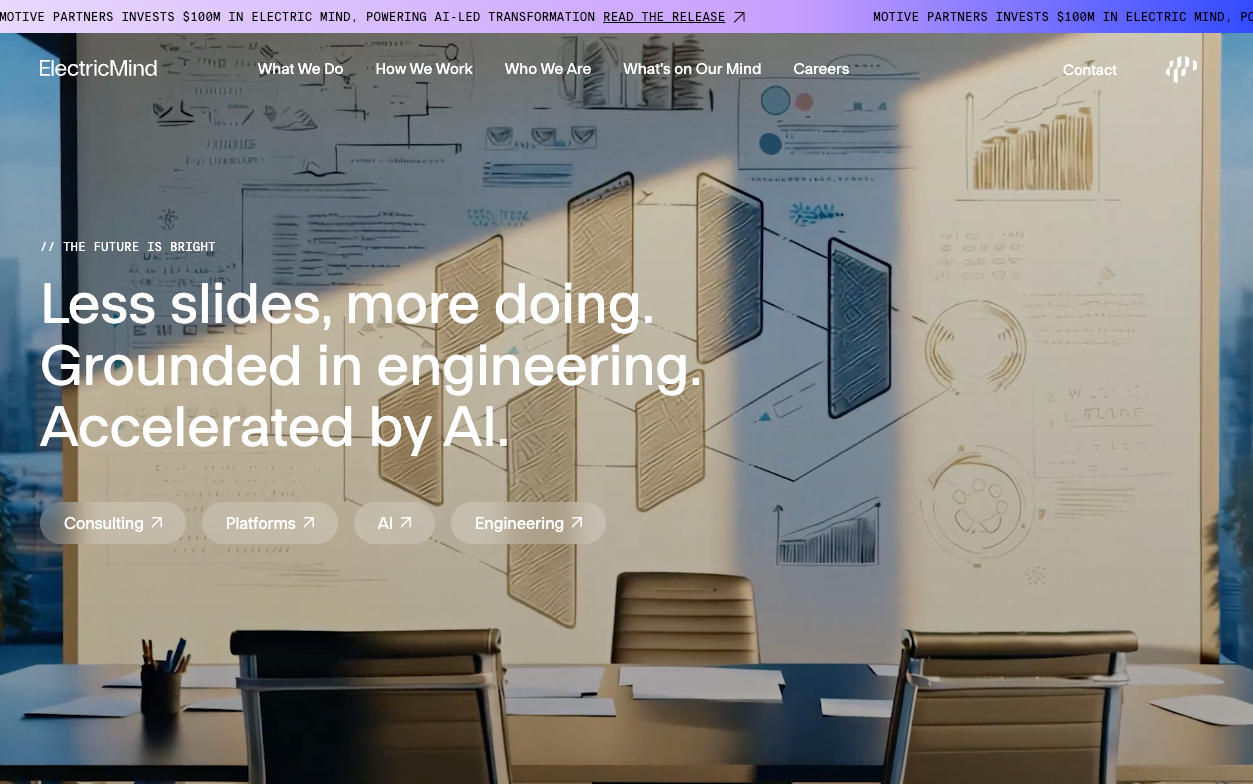 MOTIVE PARTNERS INVESTS $100M IN ELECTRIC MIND, POWERING AI-LED TRANSFORMATION READ THE RELEASE
MOTIVE PARTNERS INVESTS $100M IN ELECTRIC MIND,
ElectricMind
What We Do
How We Work
Who We Are
What's on Our Mind
Careers
Contact
// THE FUTURE IS BRIGHT
Less slides, more doing.
Grounded in engineering.
Accelerated by AI.
Consulting
Platforms
AI
Engineering